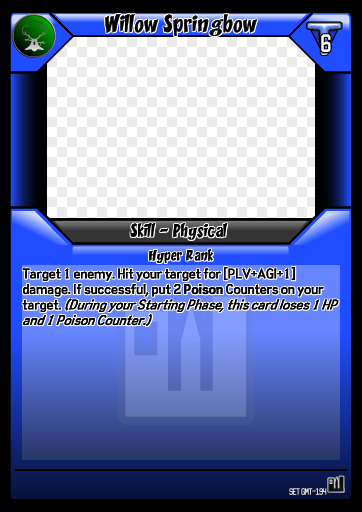 Willow Springbow
6
Skill - Physical
Hyper Rank
Target 1 enemy. Hit your target for [PLV+AGI+1]
damage. If successful, put 2 Poison Counters on your
target. (During your Starting Phase, this card loses 1 HP
and 1 Poison Counter.)
SET GMT-194